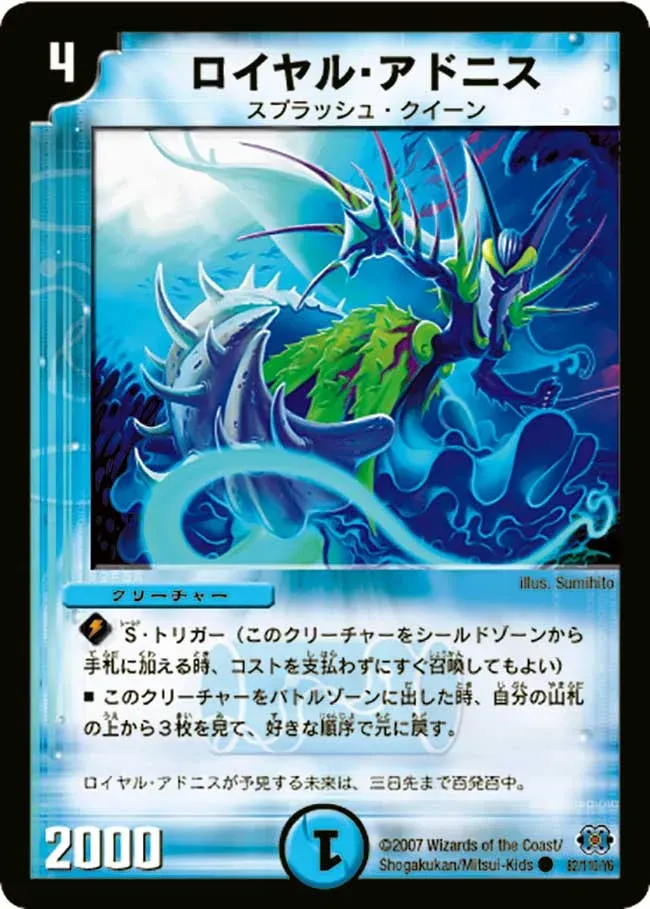 4
ロイヤル・アドニス
スプラッシュ・クイーン
illus. Sumihito
クリーチャー
S・トリガー（このクリーチャーをシールドゾーンから
手札に加える時、コストを支払わずにすぐ召喚してもよい）
■ このクリーチャーをバトルゾーンに出した時、自分の山札
の上から３枚を見て、好きな順序で元に戻す。
ロイヤル・アドニスが予見する未来は、三日先まで百発百中。
2000
1
©2007 Wizards of the Coast/
Shogakukan/Mitsui-Kids
82/110 Y6